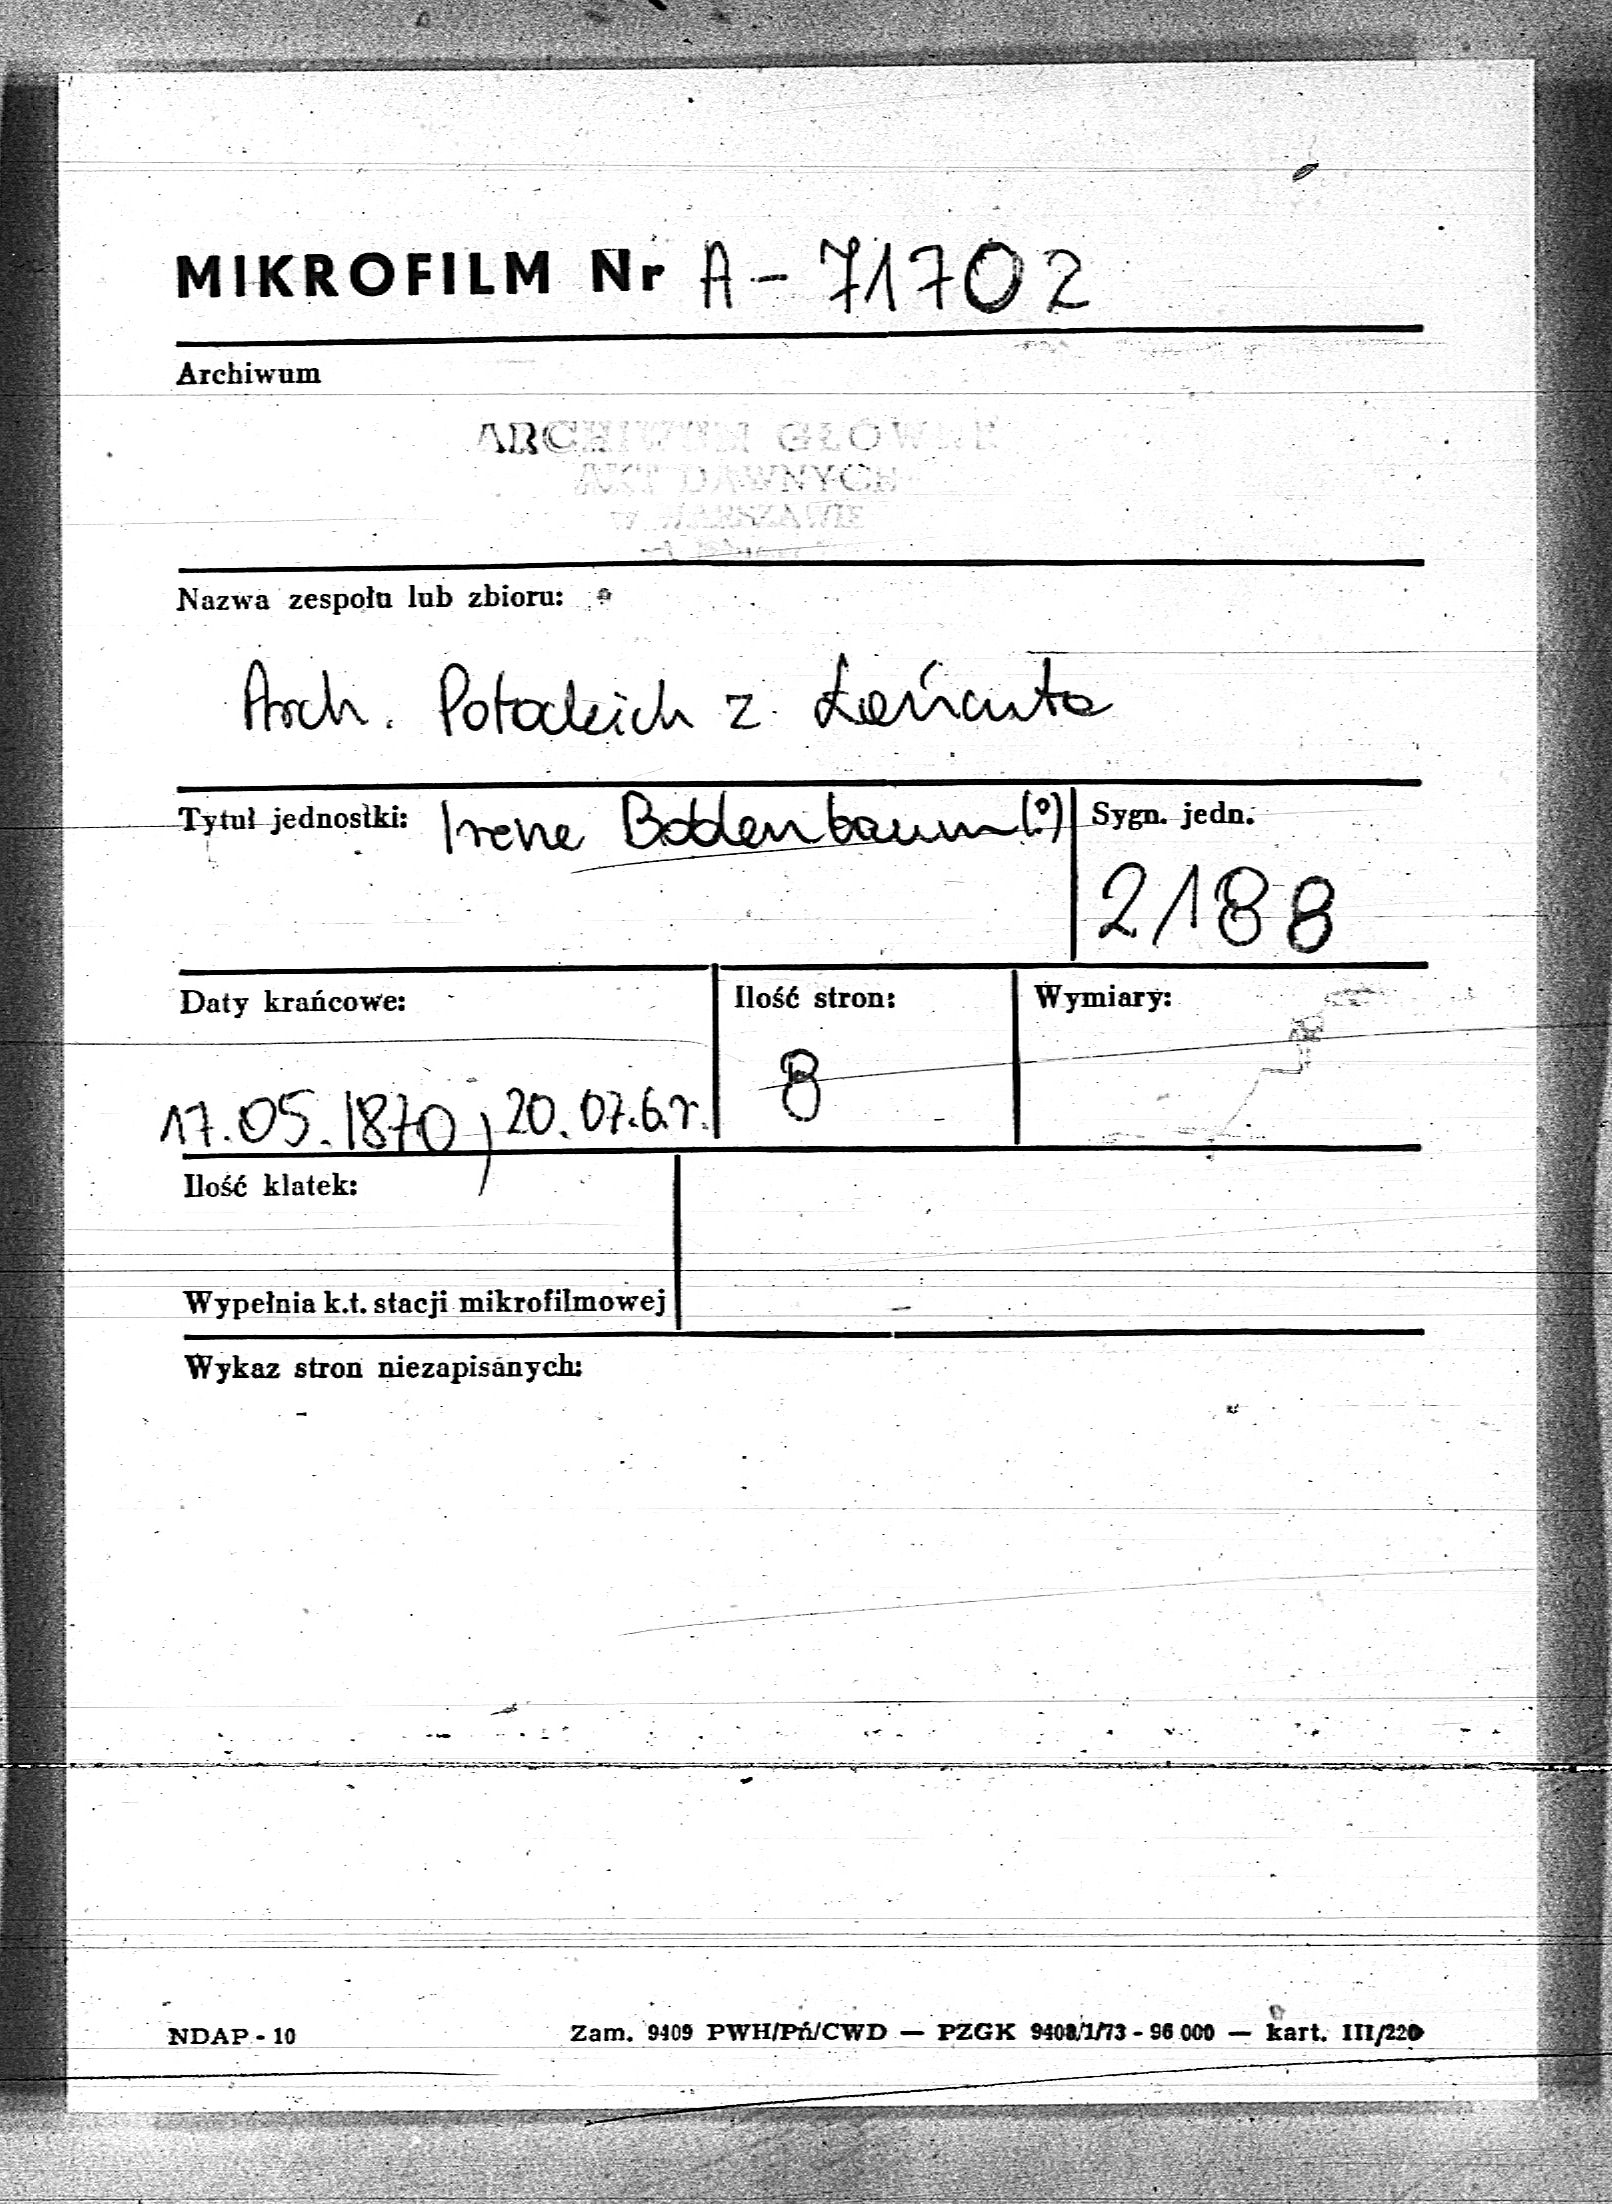 MIKROFILM Nr A-71702
Archiwum
ARCHIWUM GŁÓWNE
AKT DAWNYCH
W WARSZAWIE
Nazwa zespołu lub zbioru:
Arch. Potockich z Łańcuta
Tytuł jednostki: Irene Boddenbaum (?) Sygn. jedn.
2188
Daty krańcowe: Ilość stron: Wymiary:
17.05.1870, 20.07.b.r. 8
Ilość klatek:
Wypełnia k.t. stacji mikrofilmowej
Wykaz stron niezapisanych:
NDAP - 10 Zam. 9409 PWH/Pń/CWD — PZGK 9408/1/73 - 96 000 — kart. III/220